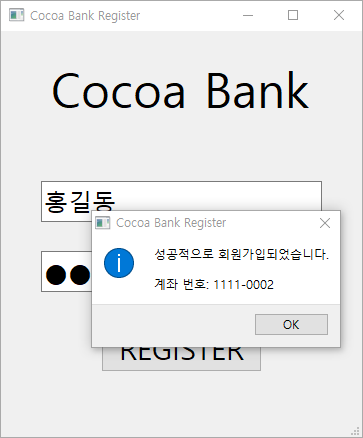 Cocoa Bank Register
Cocoa Bank
홍길동
●●
Cocoa Bank Register
성공적으로 회원가입되었습니다.
계좌 번호: 1111-0002
OK
REGISTER